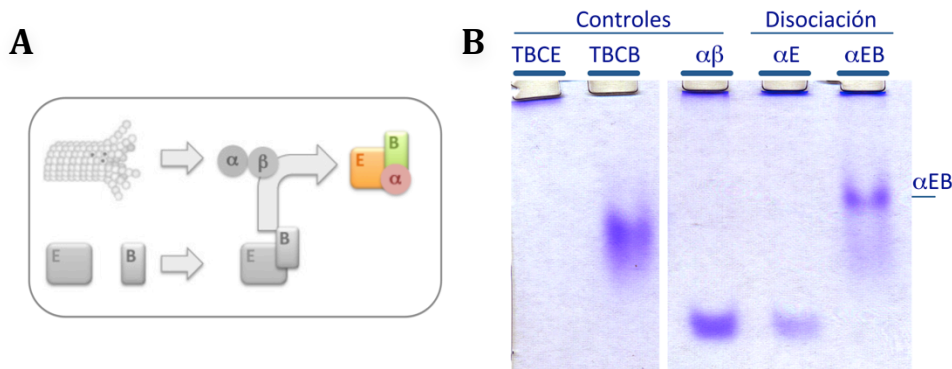 A
E
B
α
β
E
B
E
B
α
B
Controles
Disociación
TBCE
TBCB
αβ
αE
αEB
αEB